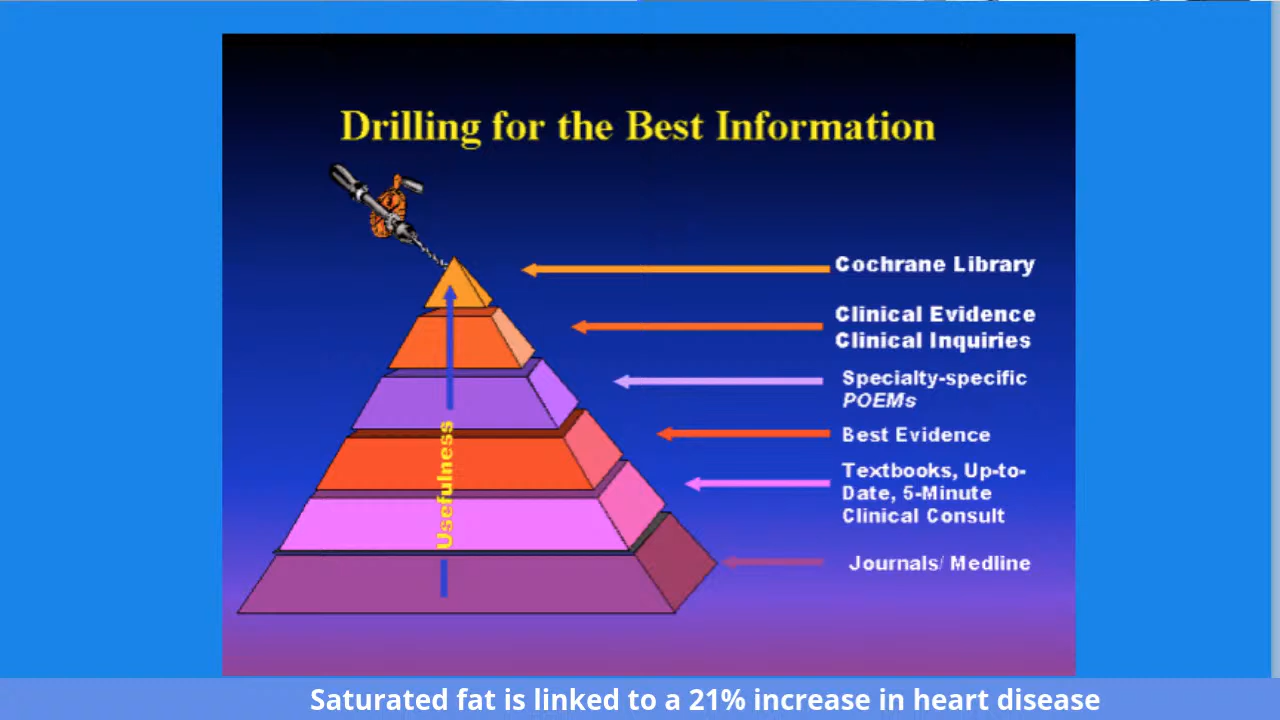 Drilling for the Best Information
Cochrane Library
Clinical Evidence
Clinical Inquiries
Specialty-specific
POEMs
Best Evidence
Textbooks, Up-to-
Date, 5-Minute
Clinical Consult
Journals/ Medline
Usefulness
Saturated fat is linked to a 21% increase in heart disease